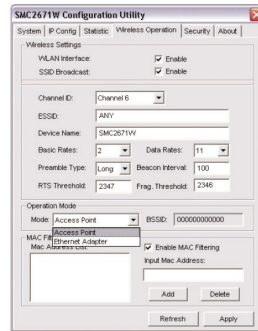 SMC2671W Configuration Utility
System IP Config Statistic Wireless Operation Security About
Wireless Settings
WLAN Interface: Enable
SSID Broadcast: Enable
Channel ID: Channel 6
ESSID: ANY
Device Name: SMC2671W
Basic Rates: 2 Data Rates: 11
Preamble Type: Long Beacon Interval: 100
RTS Threshold: 2347 Frag. Threshold: 2346
Operation Mode
Mode: Access Point BSSID: 000000000000
Access Point
Ethernet Adapter
Enable MAC Filtering
Input Mac Address:
Add Delete
Refresh Apply